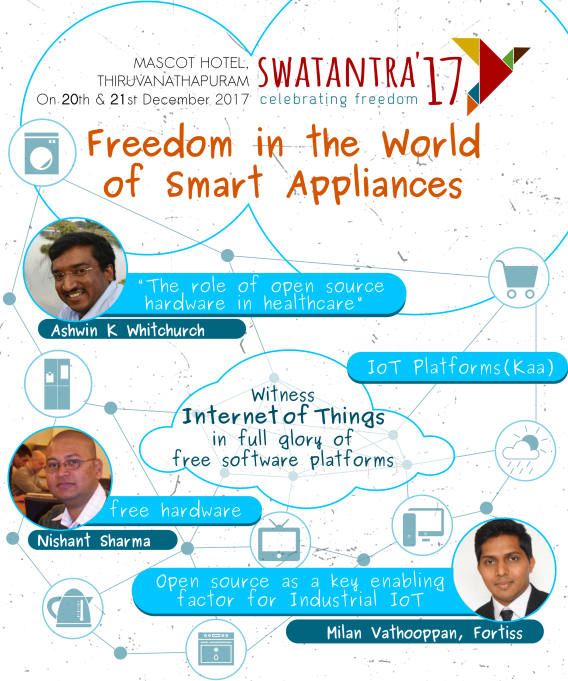 MASCOT HOTEL,
THIRUVANATHAPURAM
On 20th & 21st December 2017
SWATANTRA'17
celebrating freedom
Freedom in the World
of Smart Appliances
"The role of open source
hardware in healthcare"
Ashwin K Whitchurch
IoT Platforms(Kaa)
Witness
Internet of Things
in full glory of
free software platforms
free hardware
Nishant Sharma
Open source as a key enabling
factor for Industrial IoT
Milan Vathooppan, Fortiss